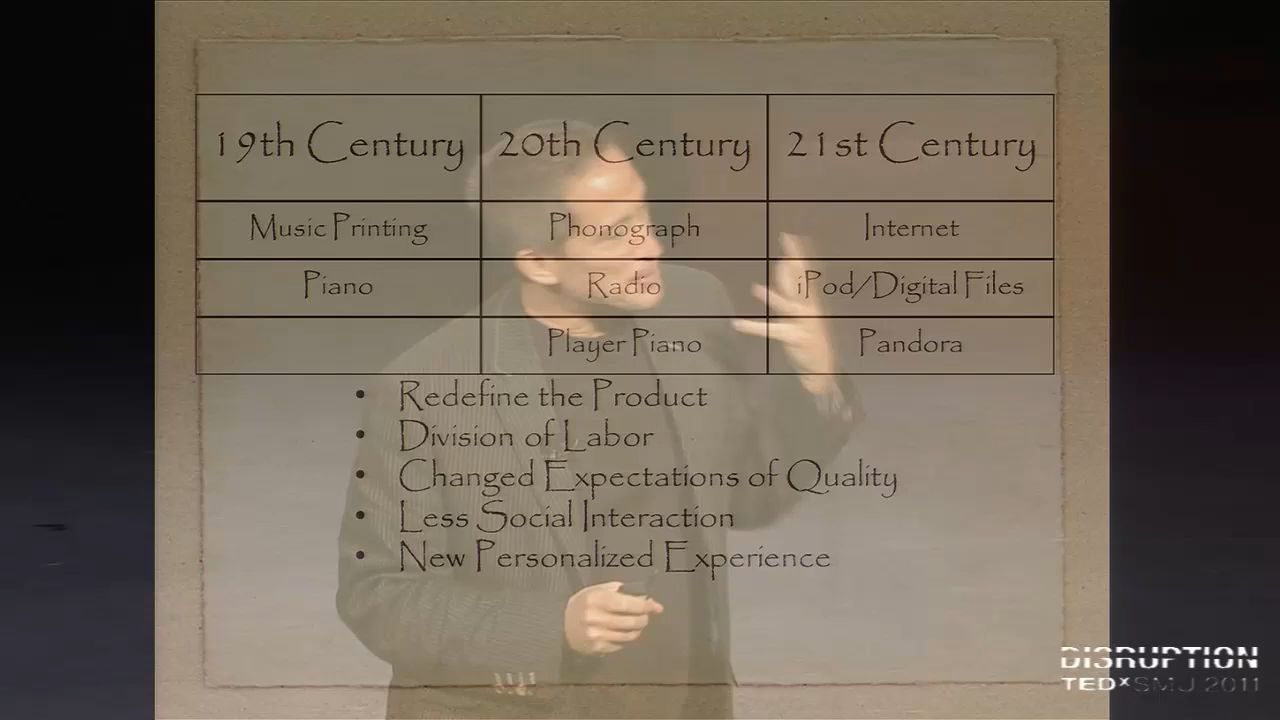 19th Century 20th Century 21st Century
Music Printing Phonograph Internet
Piano Radio iPod/Digital Files
Player Piano Pandora
• Redefine the Product
• Division of Labor
• Changed Expectations of Quality
• Less Social Interaction
• New Personalized Experience
DISRUPTION
TEDxSMU 2011